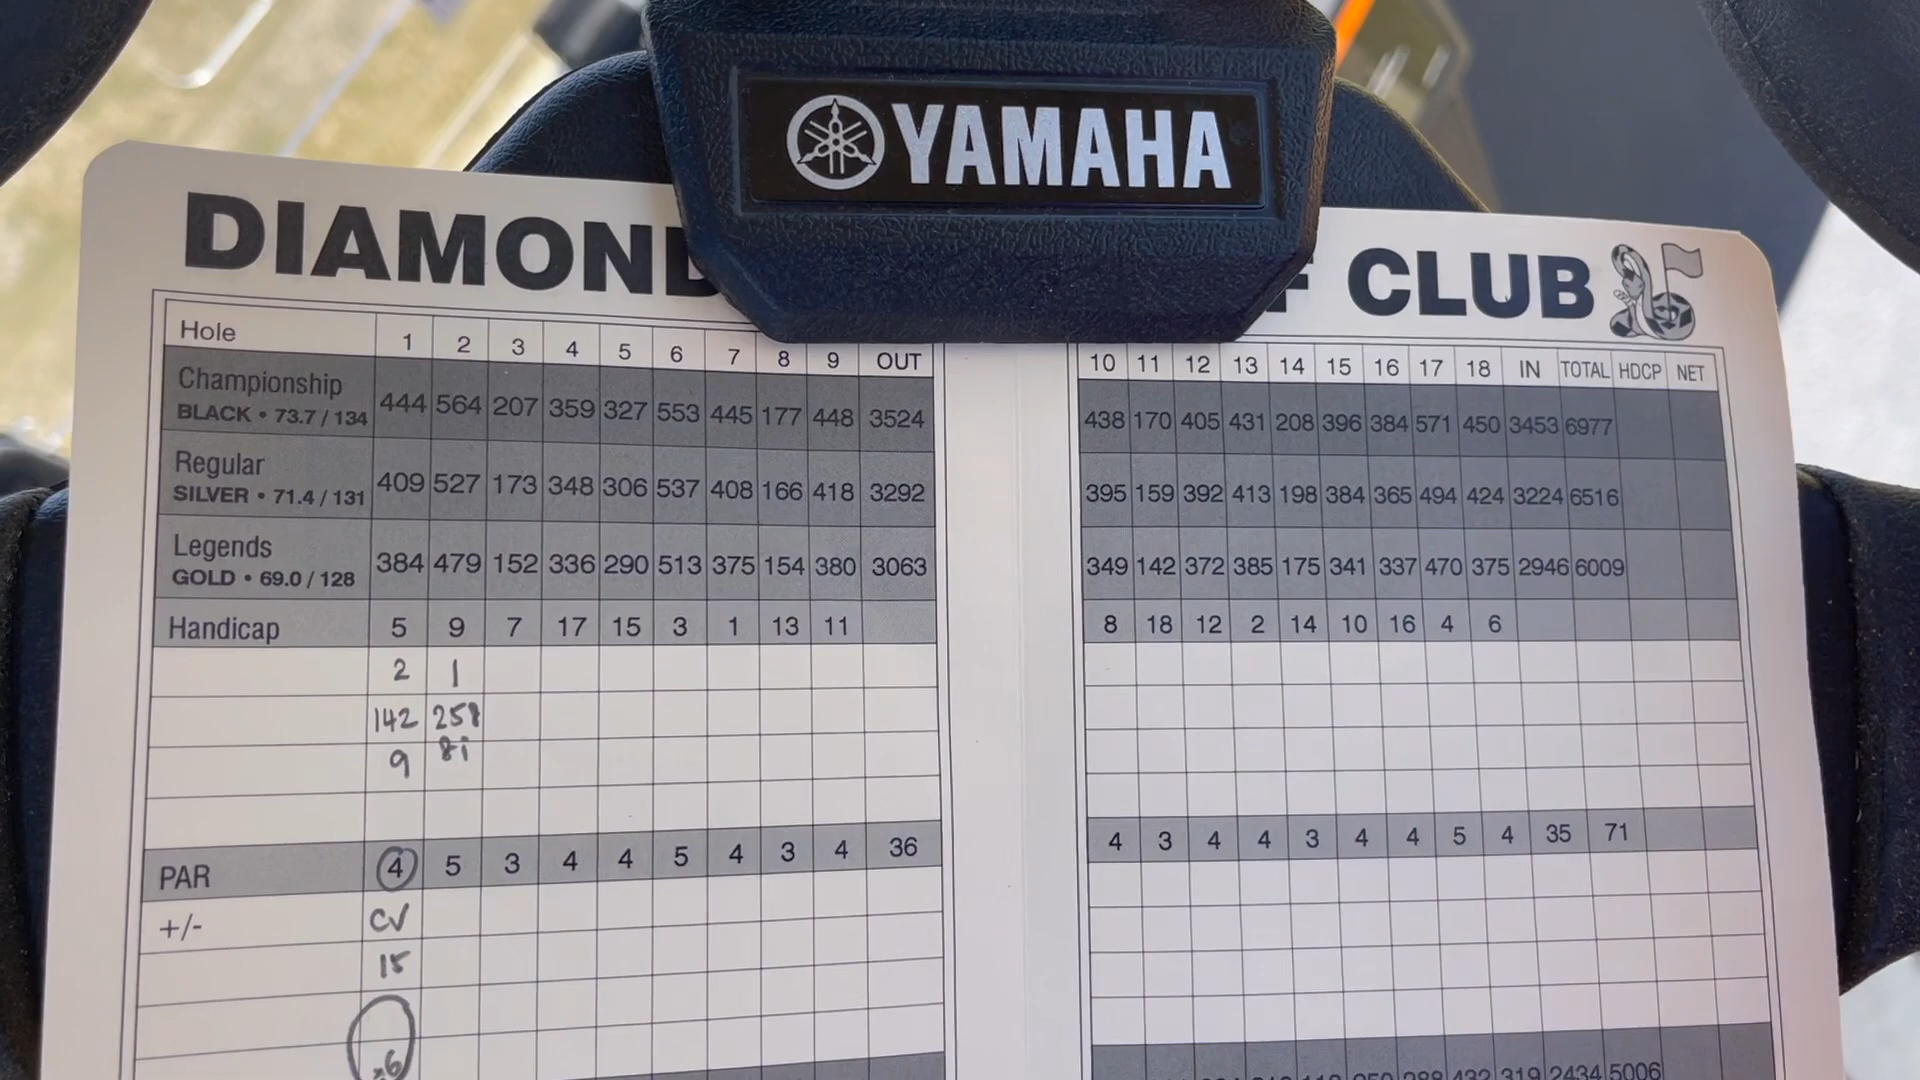 YAMAHA
DIAMOND CLUB
Hole 1 2 3 4 5 6 7 8 9 OUT 10 11 12 13 14 15 16 17 18 IN TOTAL HDCP NET
Championship
BLACK • 73.7 / 134 444 564 207 359 327 553 445 177 448 3524 438 170 405 431 208 396 384 571 450 3453 6977
Regular
SILVER • 71.4 / 131 409 527 173 348 306 537 408 166 418 3292 395 159 392 413 198 384 365 494 424 3224 6516
Legends
GOLD • 69.0 / 128 384 479 152 336 290 513 375 154 380 3063 349 142 372 385 175 341 337 470 375 2946 6009
Handicap 5 9 7 17 15 3 1 13 11 8 18 12 2 14 10 16 4 6
2 1
142
9 8i
PAR 4 5 3 4 4 5 4 3 4 36 4 3 4 4 3 4 4 5 4 35 71
+/- CV
15
432 319 2434 5006